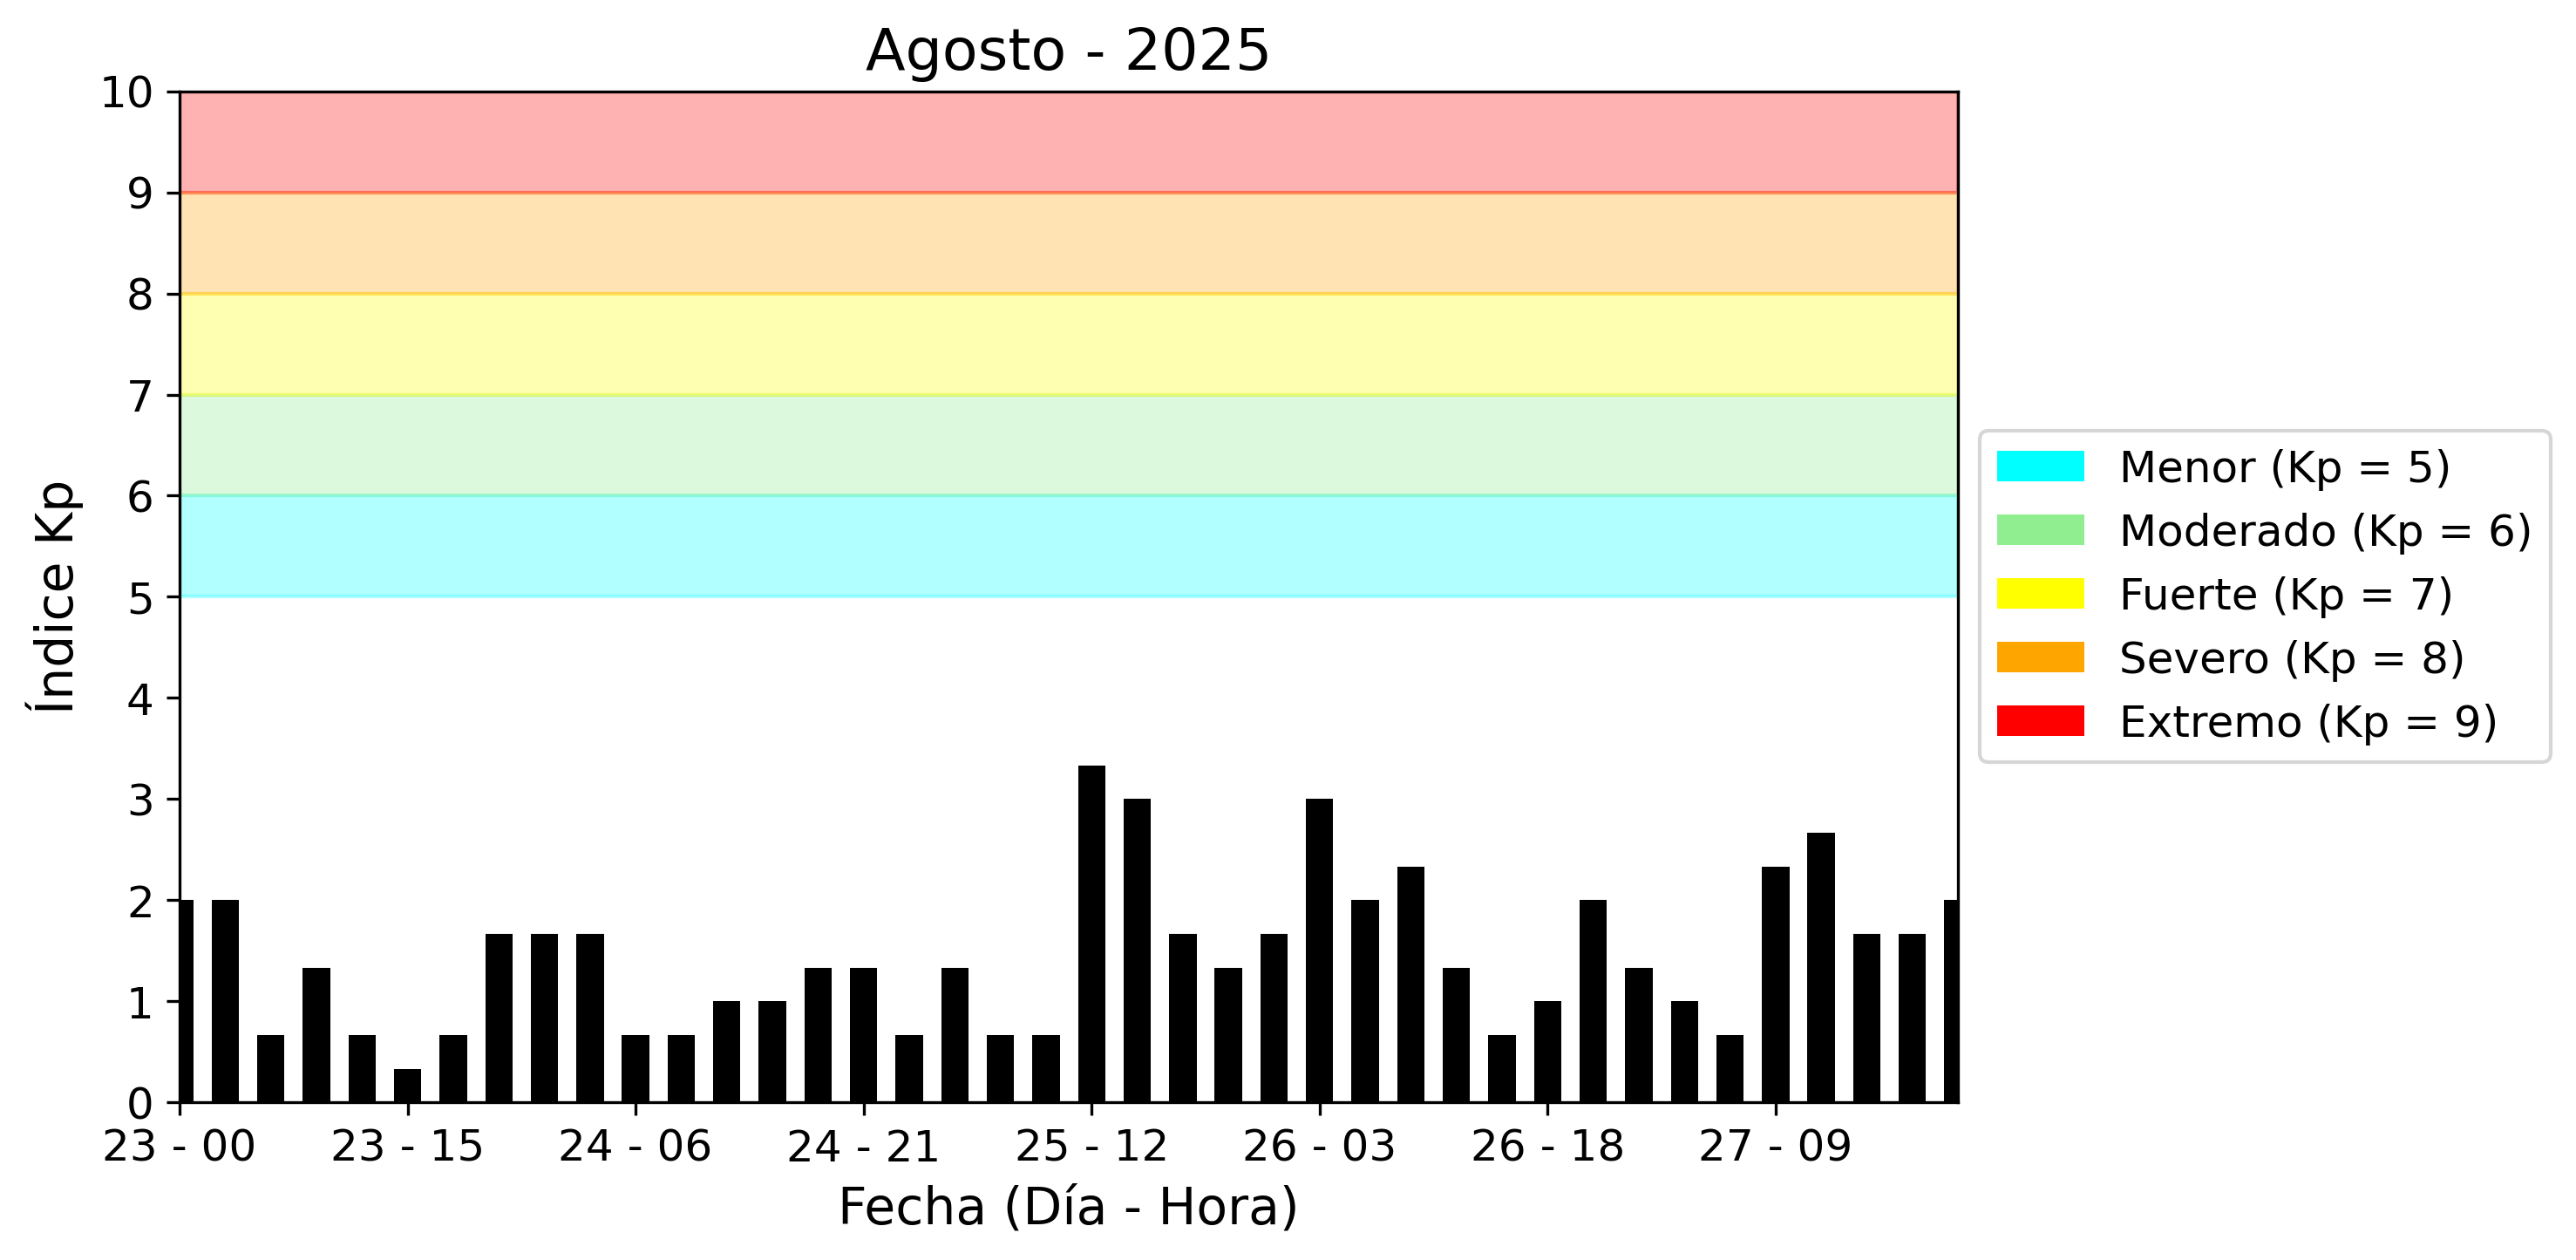 Agosto - 2025
10
9
8
7
6
5
4
3
2
1
0
Índice Kp
23 - 00
23 - 15
24 - 06
24 - 21
25 - 12
26 - 03
26 - 18
27 - 09
Fecha (Día - Hora)
Menor (Kp = 5)
Moderado (Kp = 6)
Fuerte (Kp = 7)
Severo (Kp = 8)
Extremo (Kp = 9)